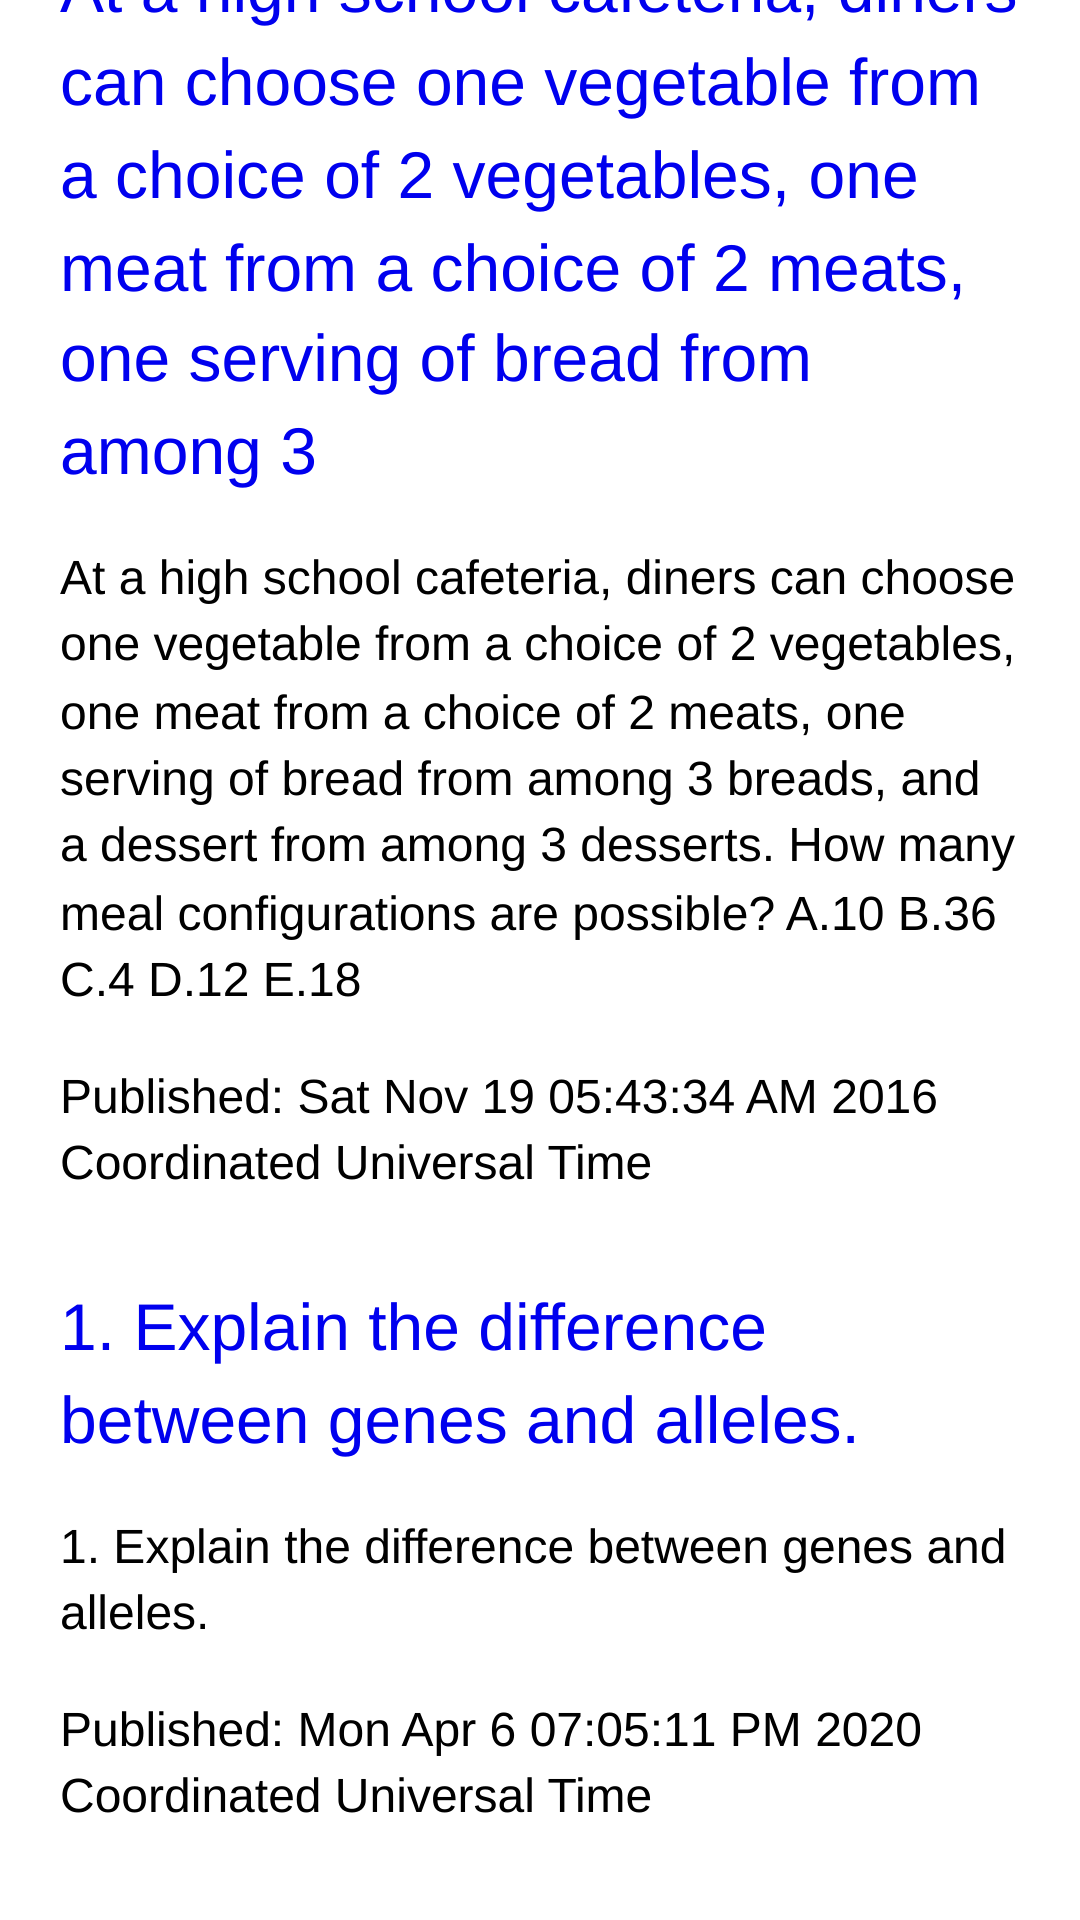 At a high school cafeteria, diners
can choose one vegetable from
a choice of 2 vegetables, one
meat from a choice of 2 meats,
one serving of bread from
among 3
At a high school cafeteria, diners can choose
one vegetable from a choice of 2 vegetables,
one meat from a choice of 2 meats, one
serving of bread from among 3 breads, and
a dessert from among 3 desserts. How many
meal configurations are possible? A.10 B.36
C.4 D.12 E.18
Published: Sat Nov 19 05:43:34 AM 2016
Coordinated Universal Time
1. Explain the difference
between genes and alleles.
1. Explain the difference between genes and
alleles.
Published: Mon Apr 6 07:05:11 PM 2020
Coordinated Universal Time